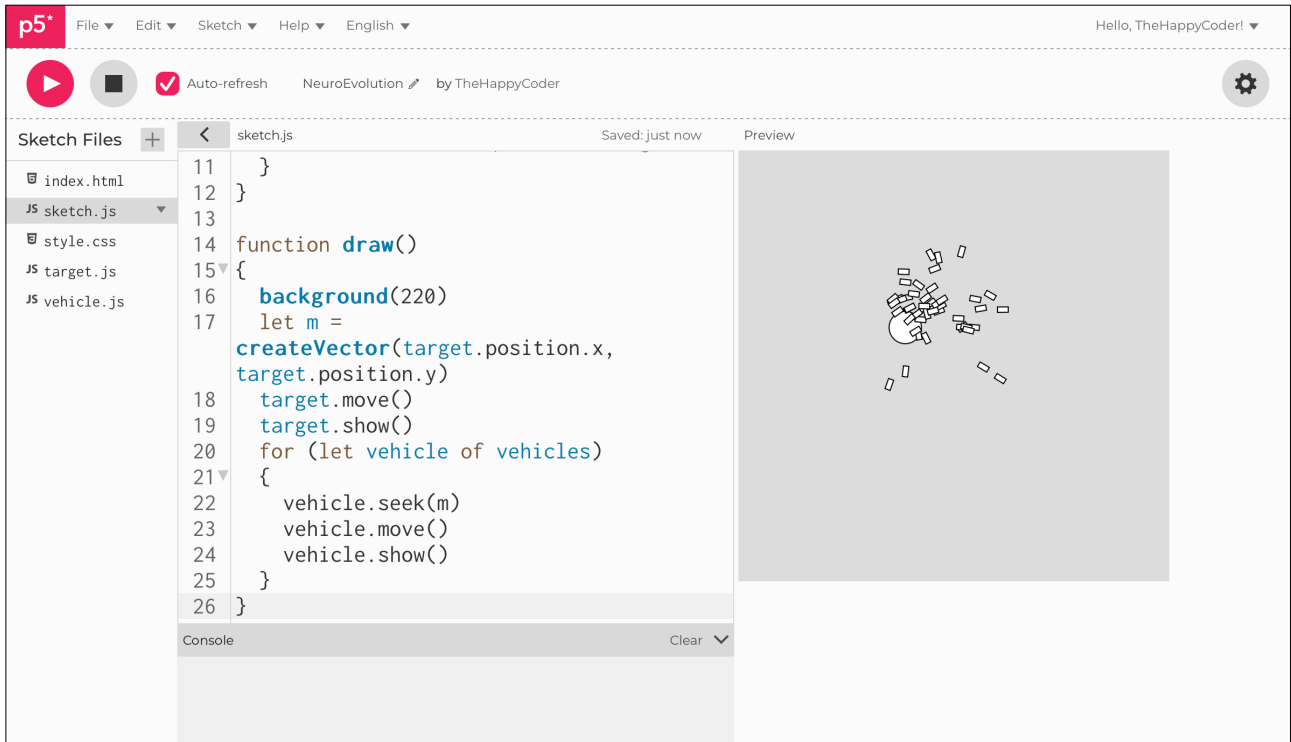 p5* File Edit Sketch Help English Hello, TheHappyCoder!
Auto-refresh NeuroEvolution by TheHappyCoder
Sketch Files + sketch.js Saved: just now Preview
index.html
JS sketch.js
style.css
JS target.js
JS vehicle.js
11 }
12 }
13
14 function draw()
15 {
16 background(220)
17 let m =
createVector(target.position.x,
target.position.y)
18 target.move()
19 target.show()
20 for (let vehicle of vehicles)
21 {
22 vehicle.seek(m)
23 vehicle.move()
24 vehicle.show()
25 }
26 }
Console Clear